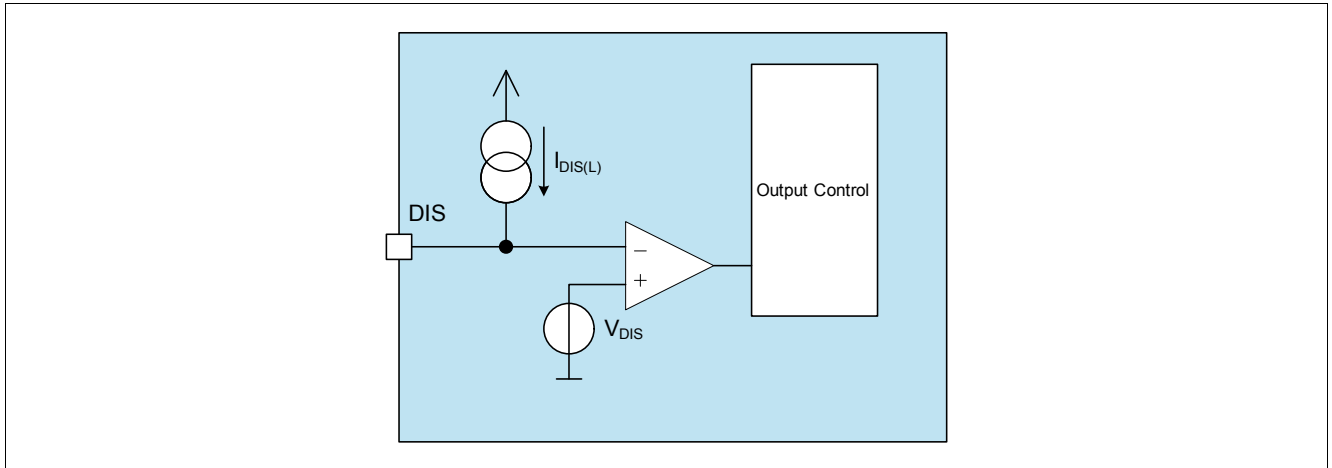 I_DIS(L)
DIS
Output Control
−
+
V_DIS